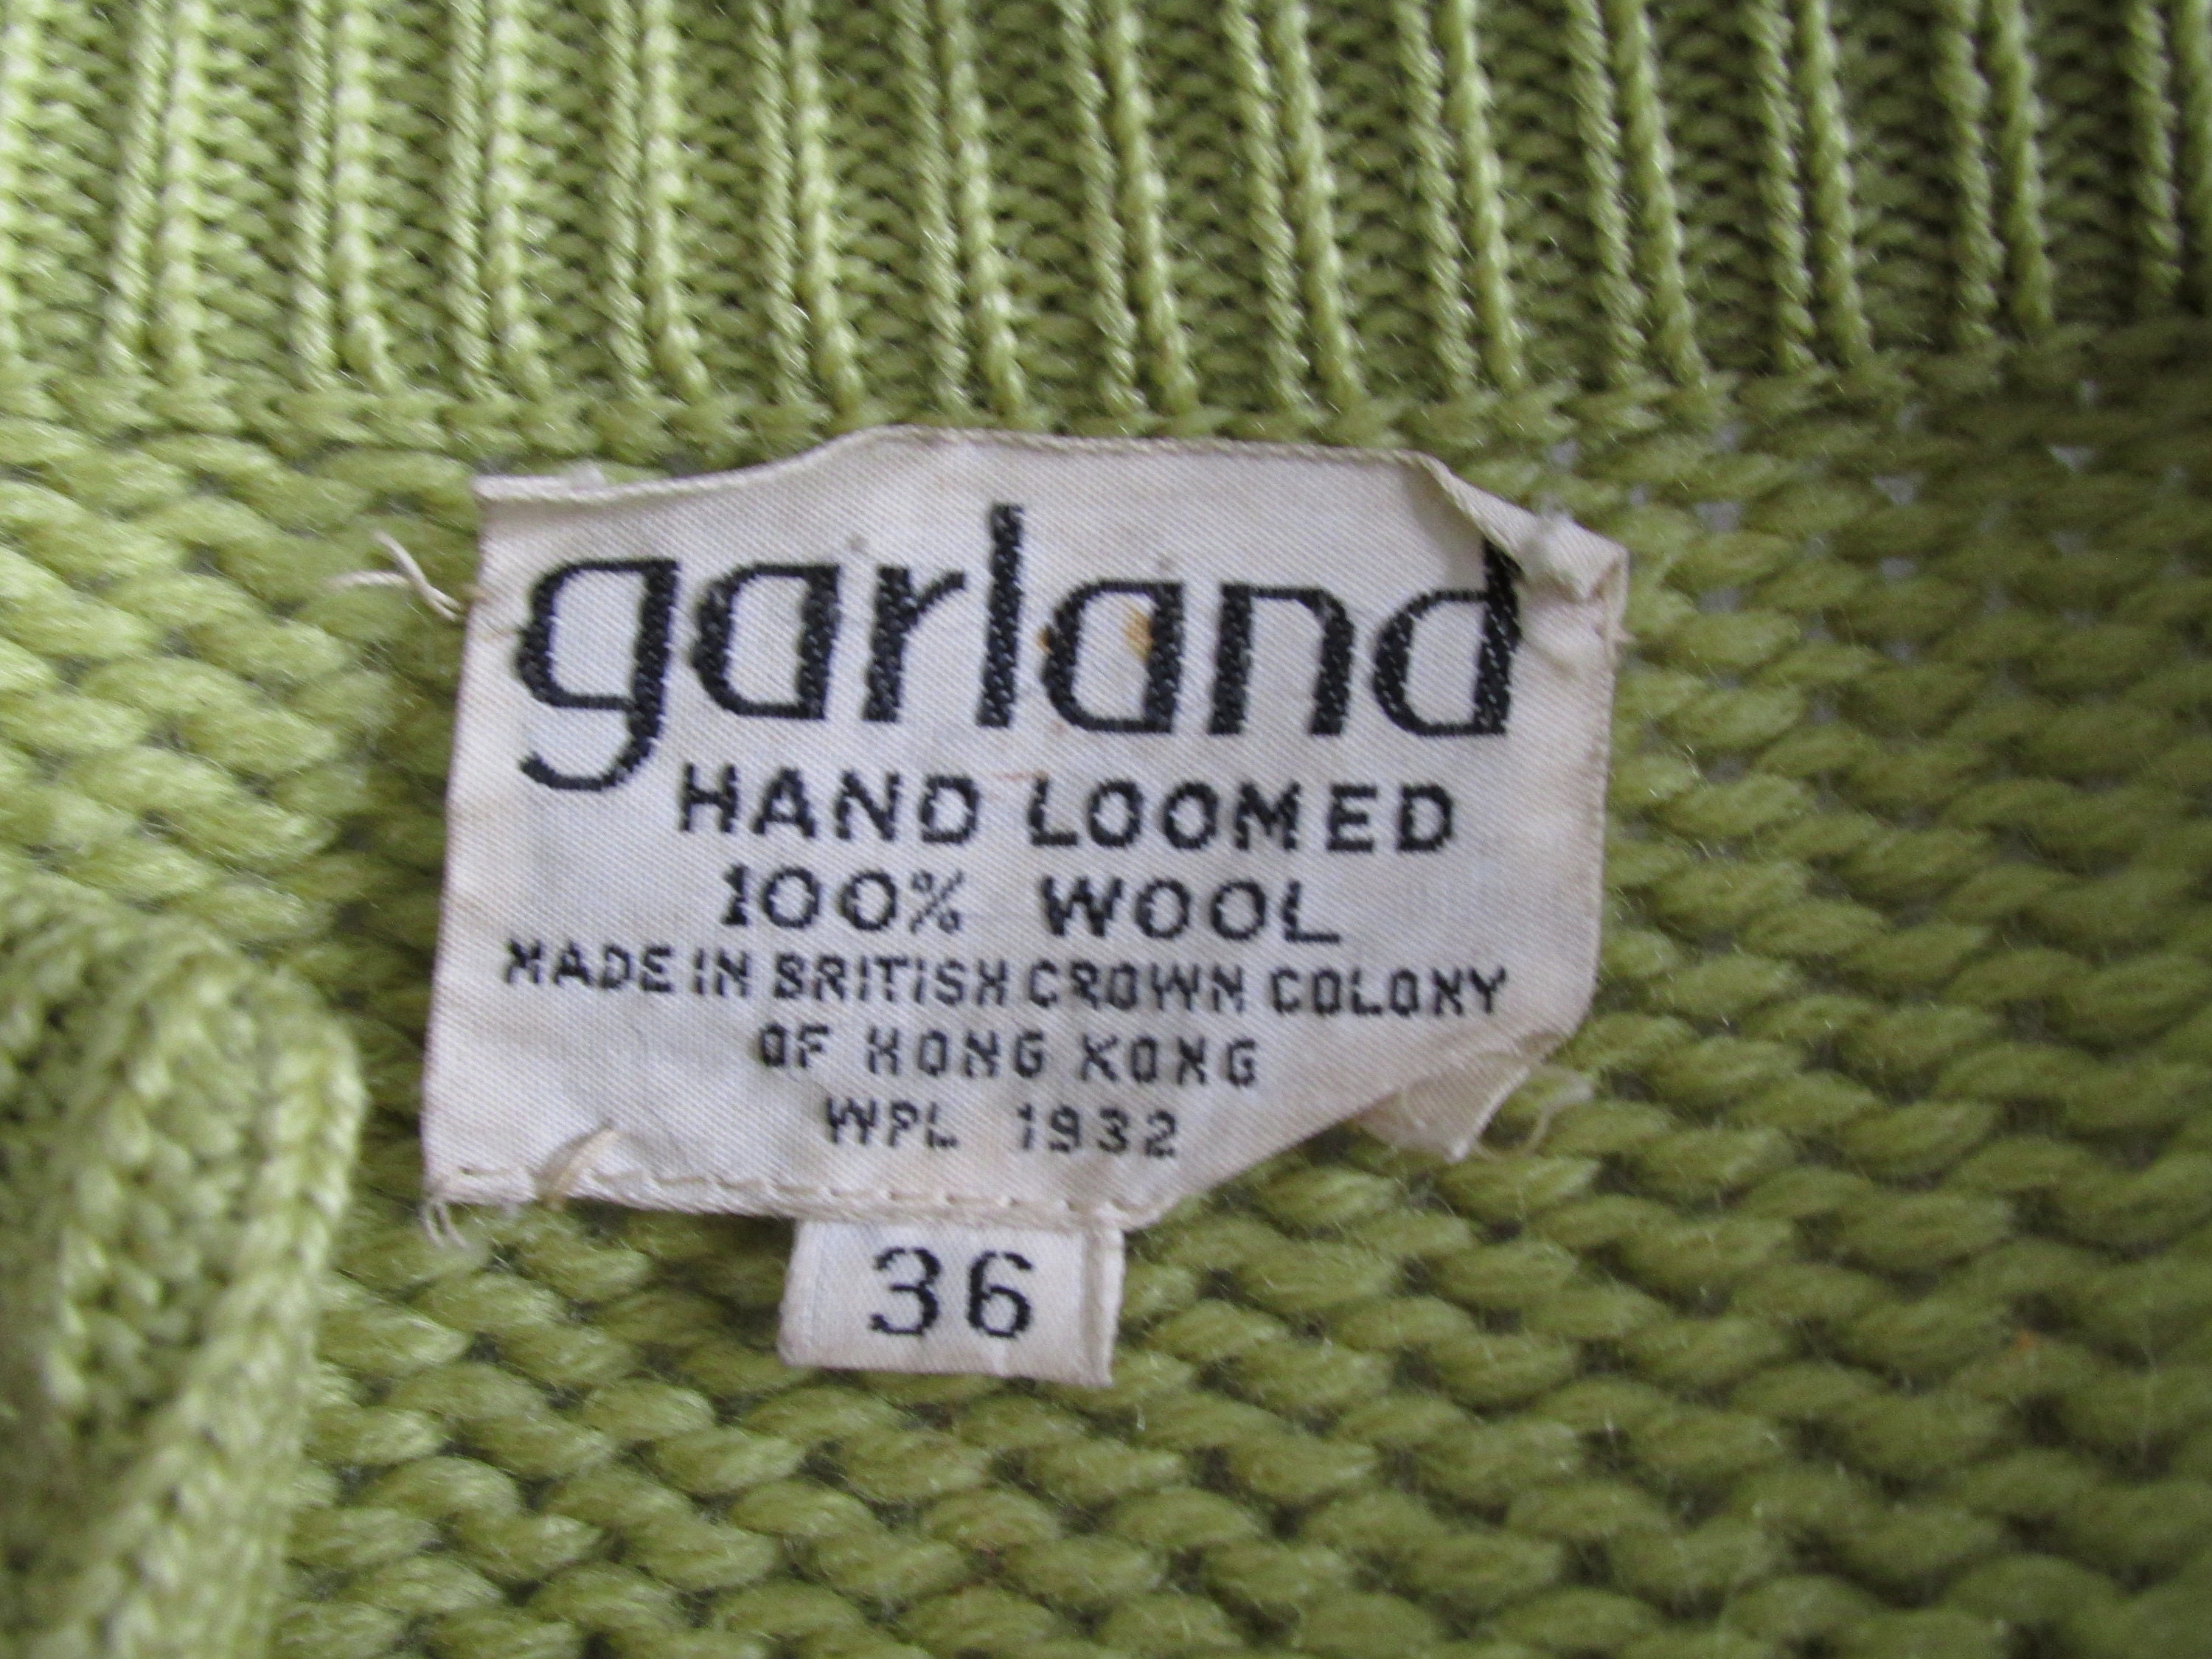 garland
HAND LOOMED
100% WOOL
MADE IN BRITISH CROWN COLONY
OF HONG KONG
WPL 1932
36